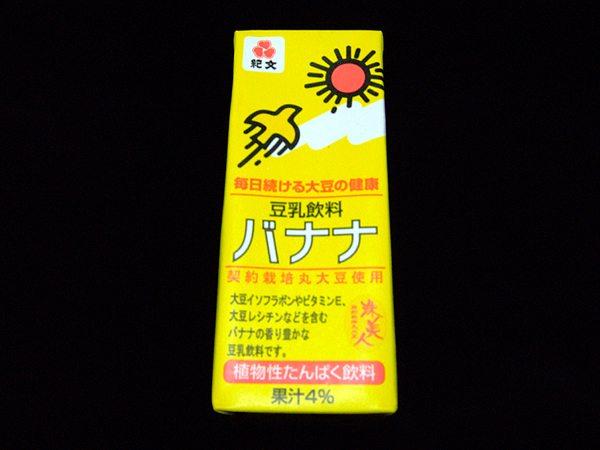 紀文
毎日続ける大豆の健康
豆乳飲料
バナナ
契約栽培丸大豆使用
大豆イソフラボンやビタミンE、
大豆レシチンなどを含む
バナナの香り豊かな
豆乳飲料です。
植物性たんぱく飲料
果汁4%